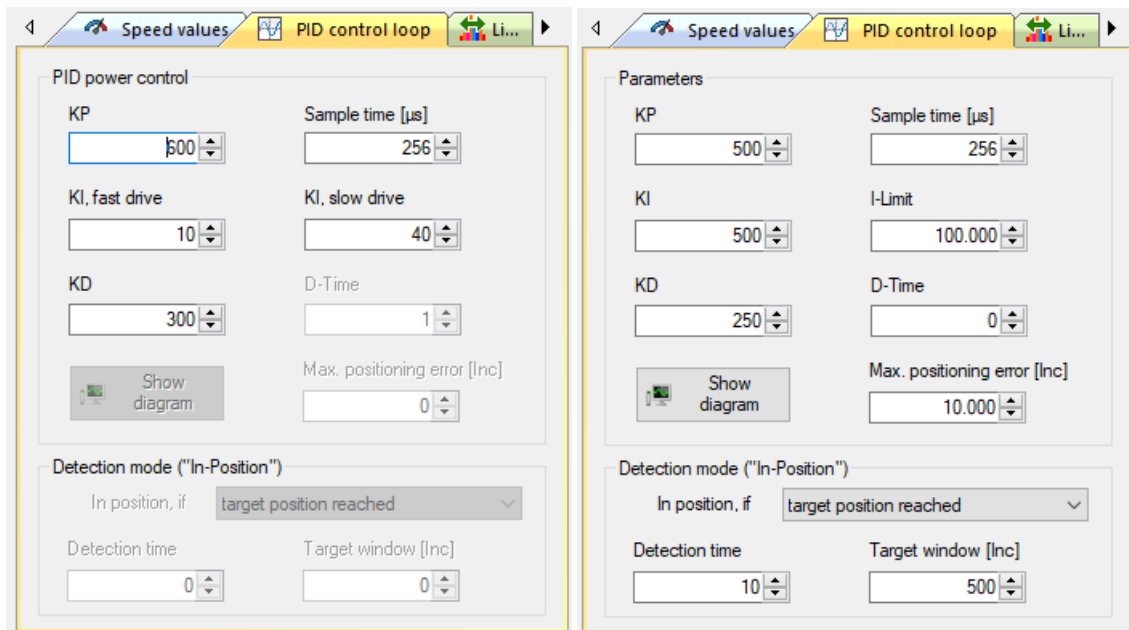 Speed values PID control loop Li...
PID power control
KP Sample time [µs]
600 256
KI, fast drive KI, slow drive
10 40
KD D-Time
300 1
Show
diagram
Max. positioning error [Inc]
0
Detection mode ("In-Position")
In position, if target position reached
Detection time Target window [Inc]
0 0
Speed values PID control loop Li...
Parameters
KP Sample time [µs]
500 256
KI I-Limit
500 100.000
KD D-Time
250 0
Show
diagram
Max. positioning error [Inc]
10.000
Detection mode ("In-Position")
In position, if target position reached
Detection time Target window [Inc]
10 500